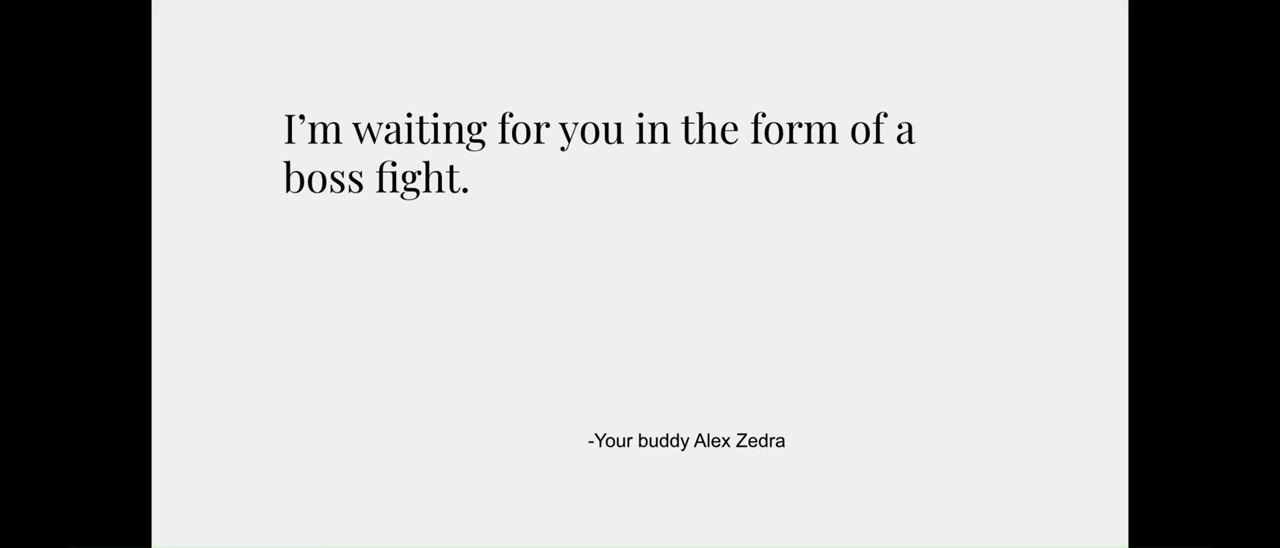 I’m waiting for you in the form of a
boss fight.
-Your buddy Alex Zedra